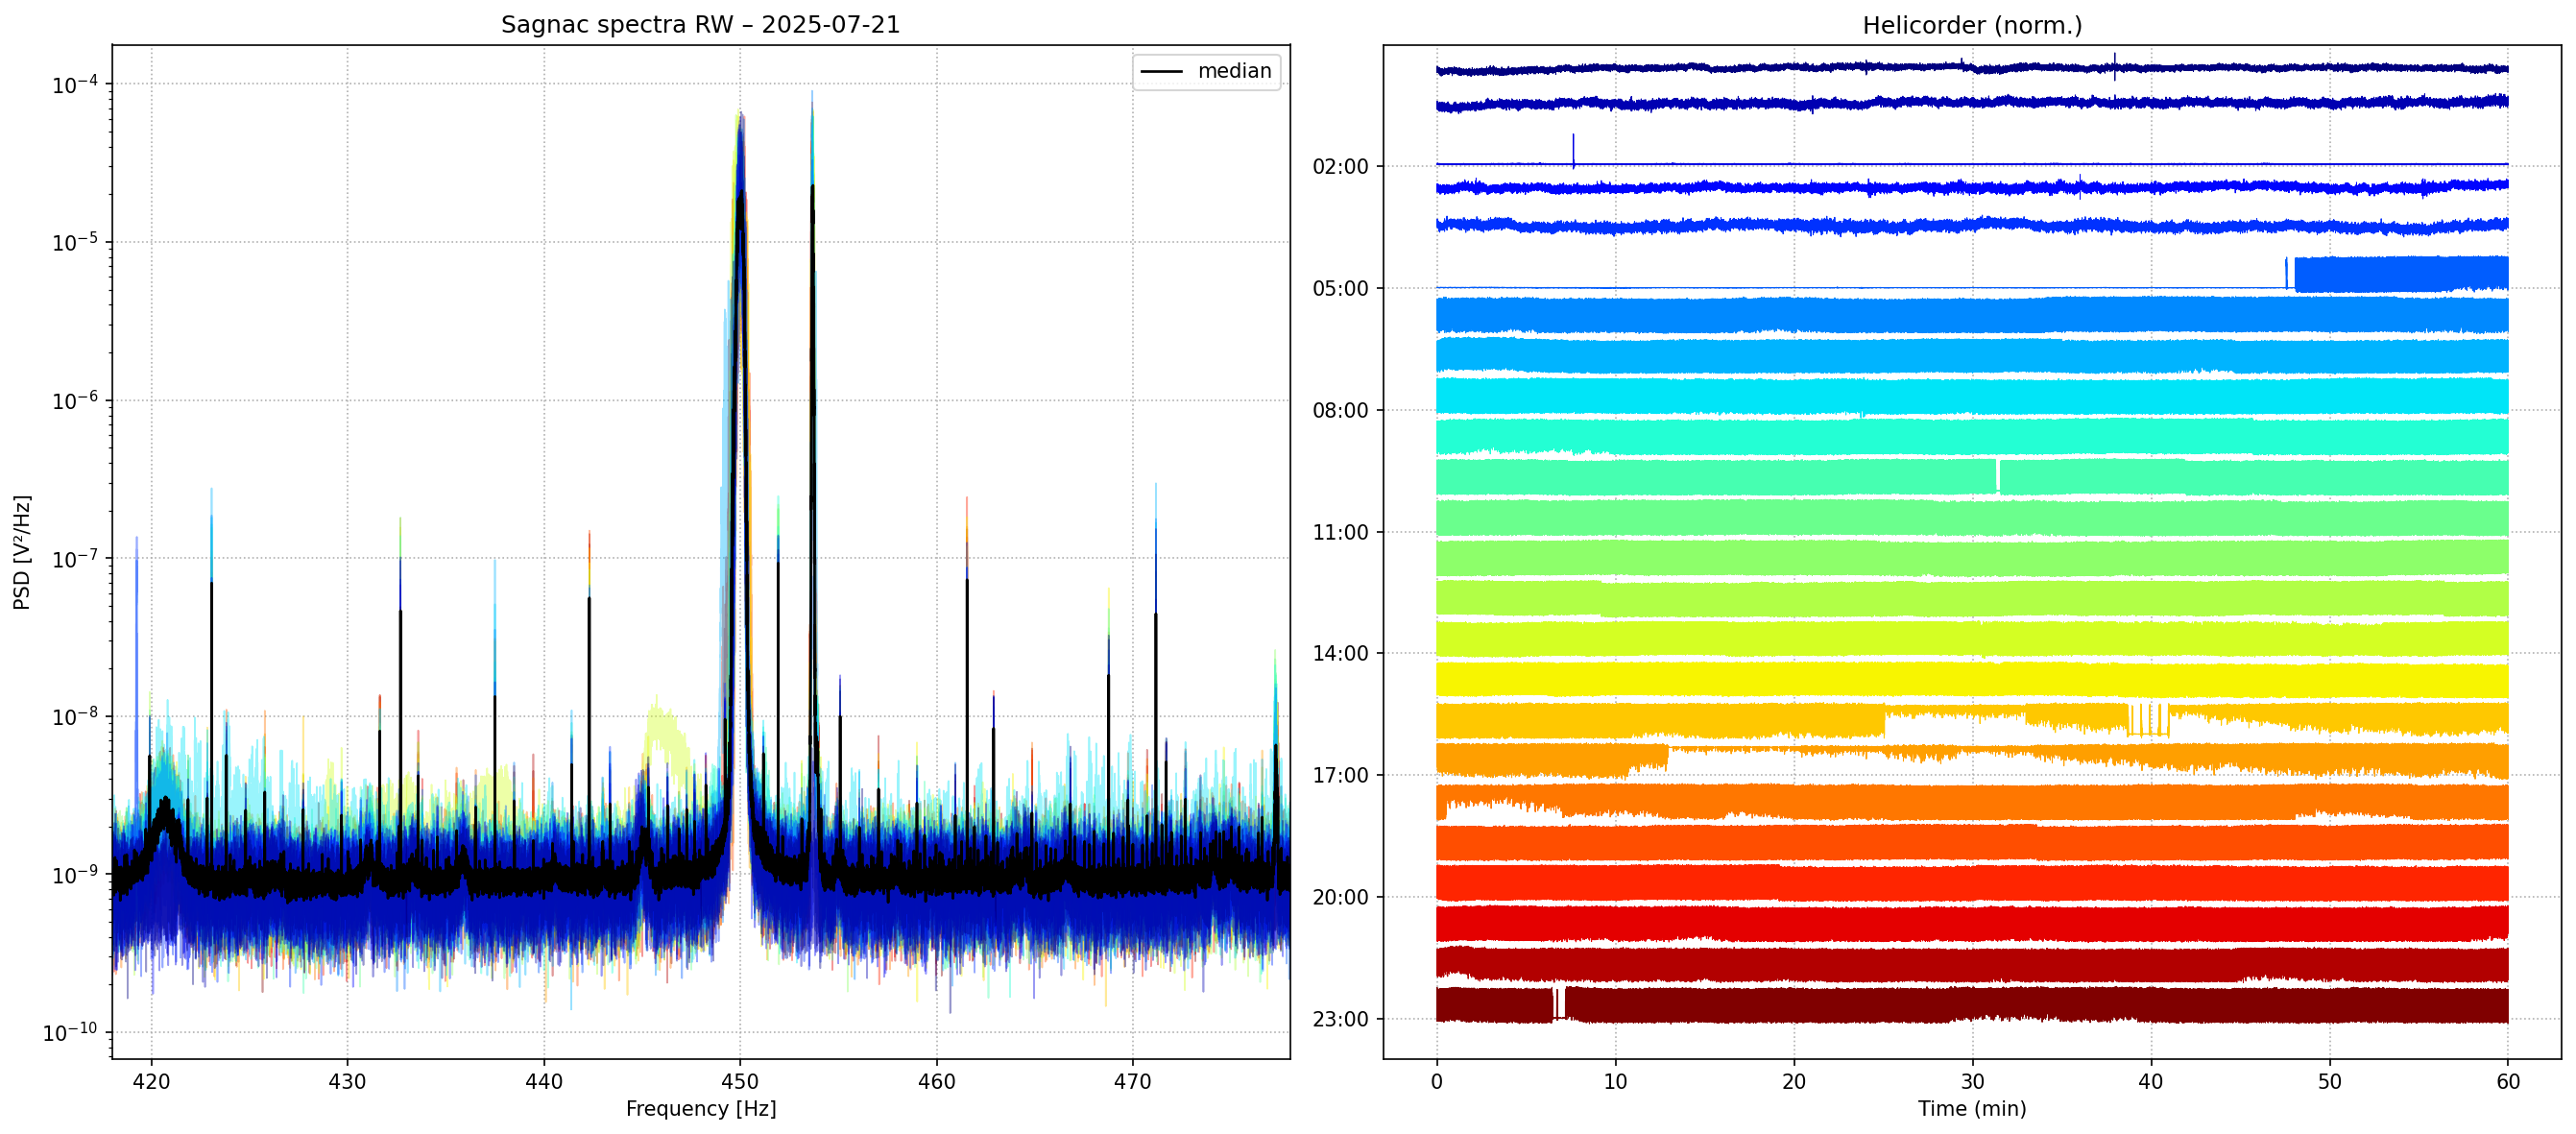 Sagnac spectra RW – 2025-07-21
median
10⁻⁴
10⁻⁵
10⁻⁶
10⁻⁷
10⁻⁸
10⁻⁹
10⁻¹⁰
PSD [V²/Hz]
420 430 440 450 460 470
Frequency [Hz]
Helicorder (norm.)
02:00
05:00
08:00
11:00
14:00
17:00
20:00
23:00
0 10 20 30 40 50 60
Time (min)